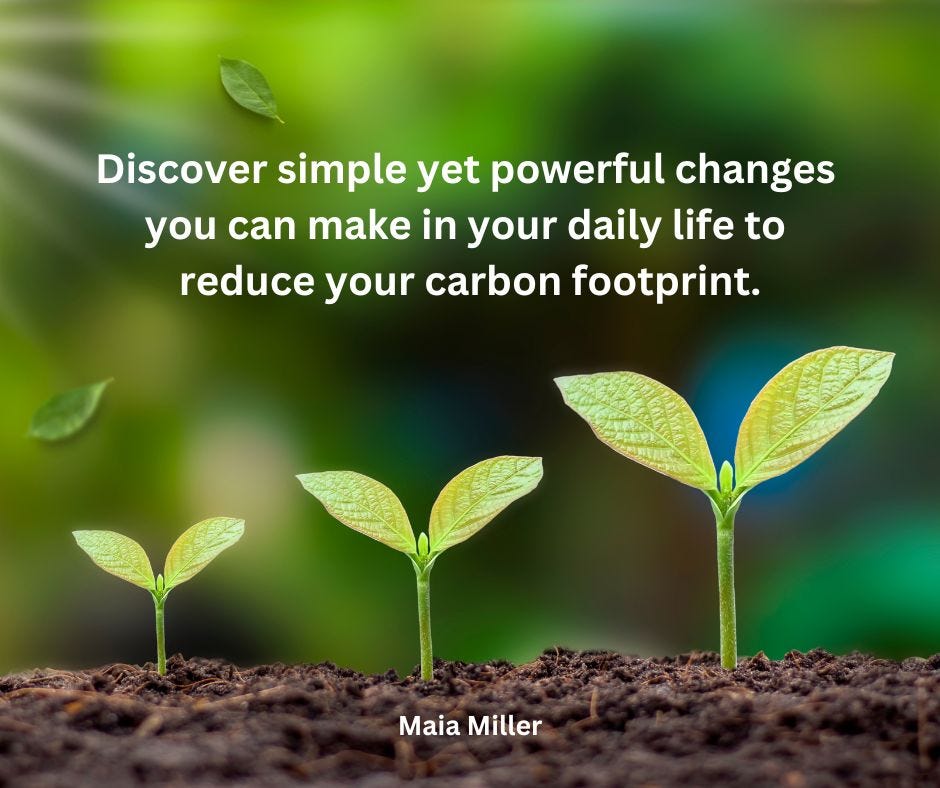 Discover simple yet powerful changes
you can make in your daily life to
reduce your carbon footprint.
Maia Miller